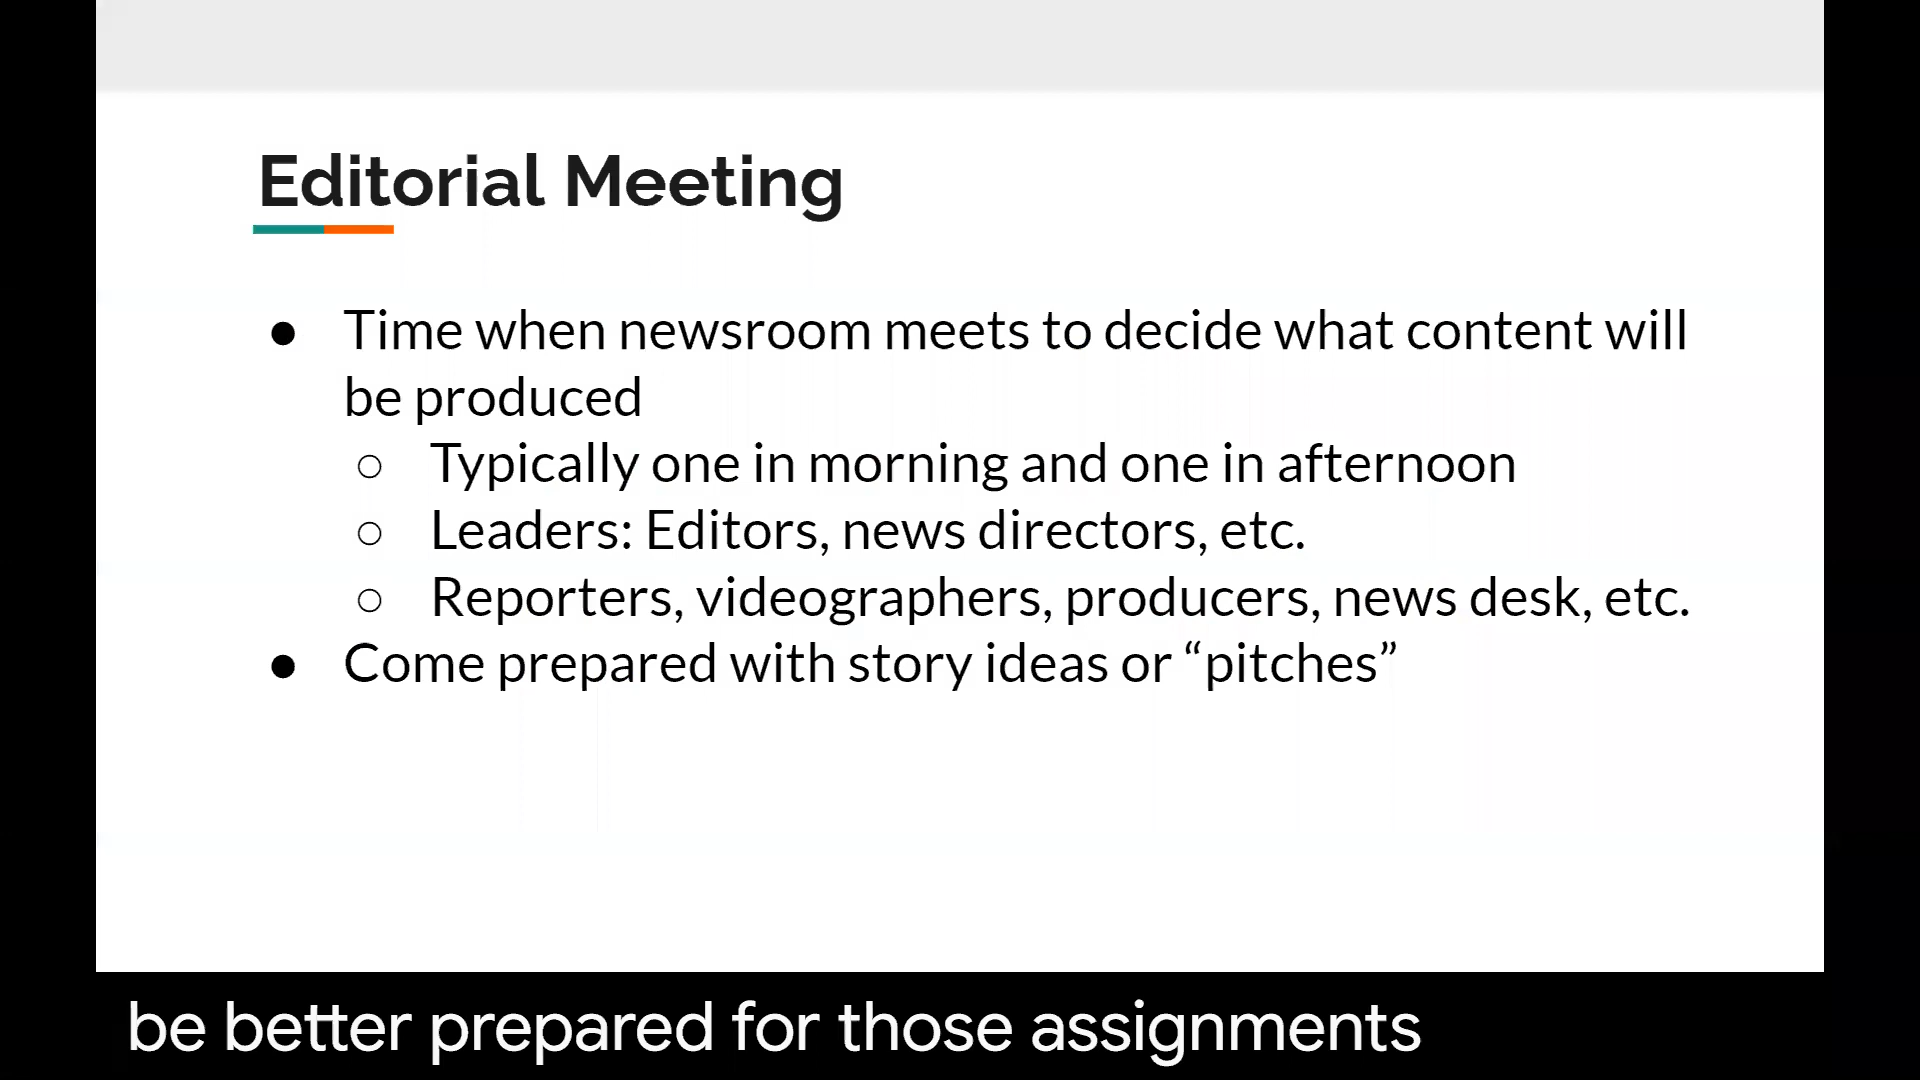 Editorial Meeting
● Time when newsroom meets to decide what content will
be produced
○ Typically one in morning and one in afternoon
○ Leaders: Editors, news directors, etc.
○ Reporters, videographers, producers, news desk, etc.
● Come prepared with story ideas or “pitches”
be better prepared for those assignments